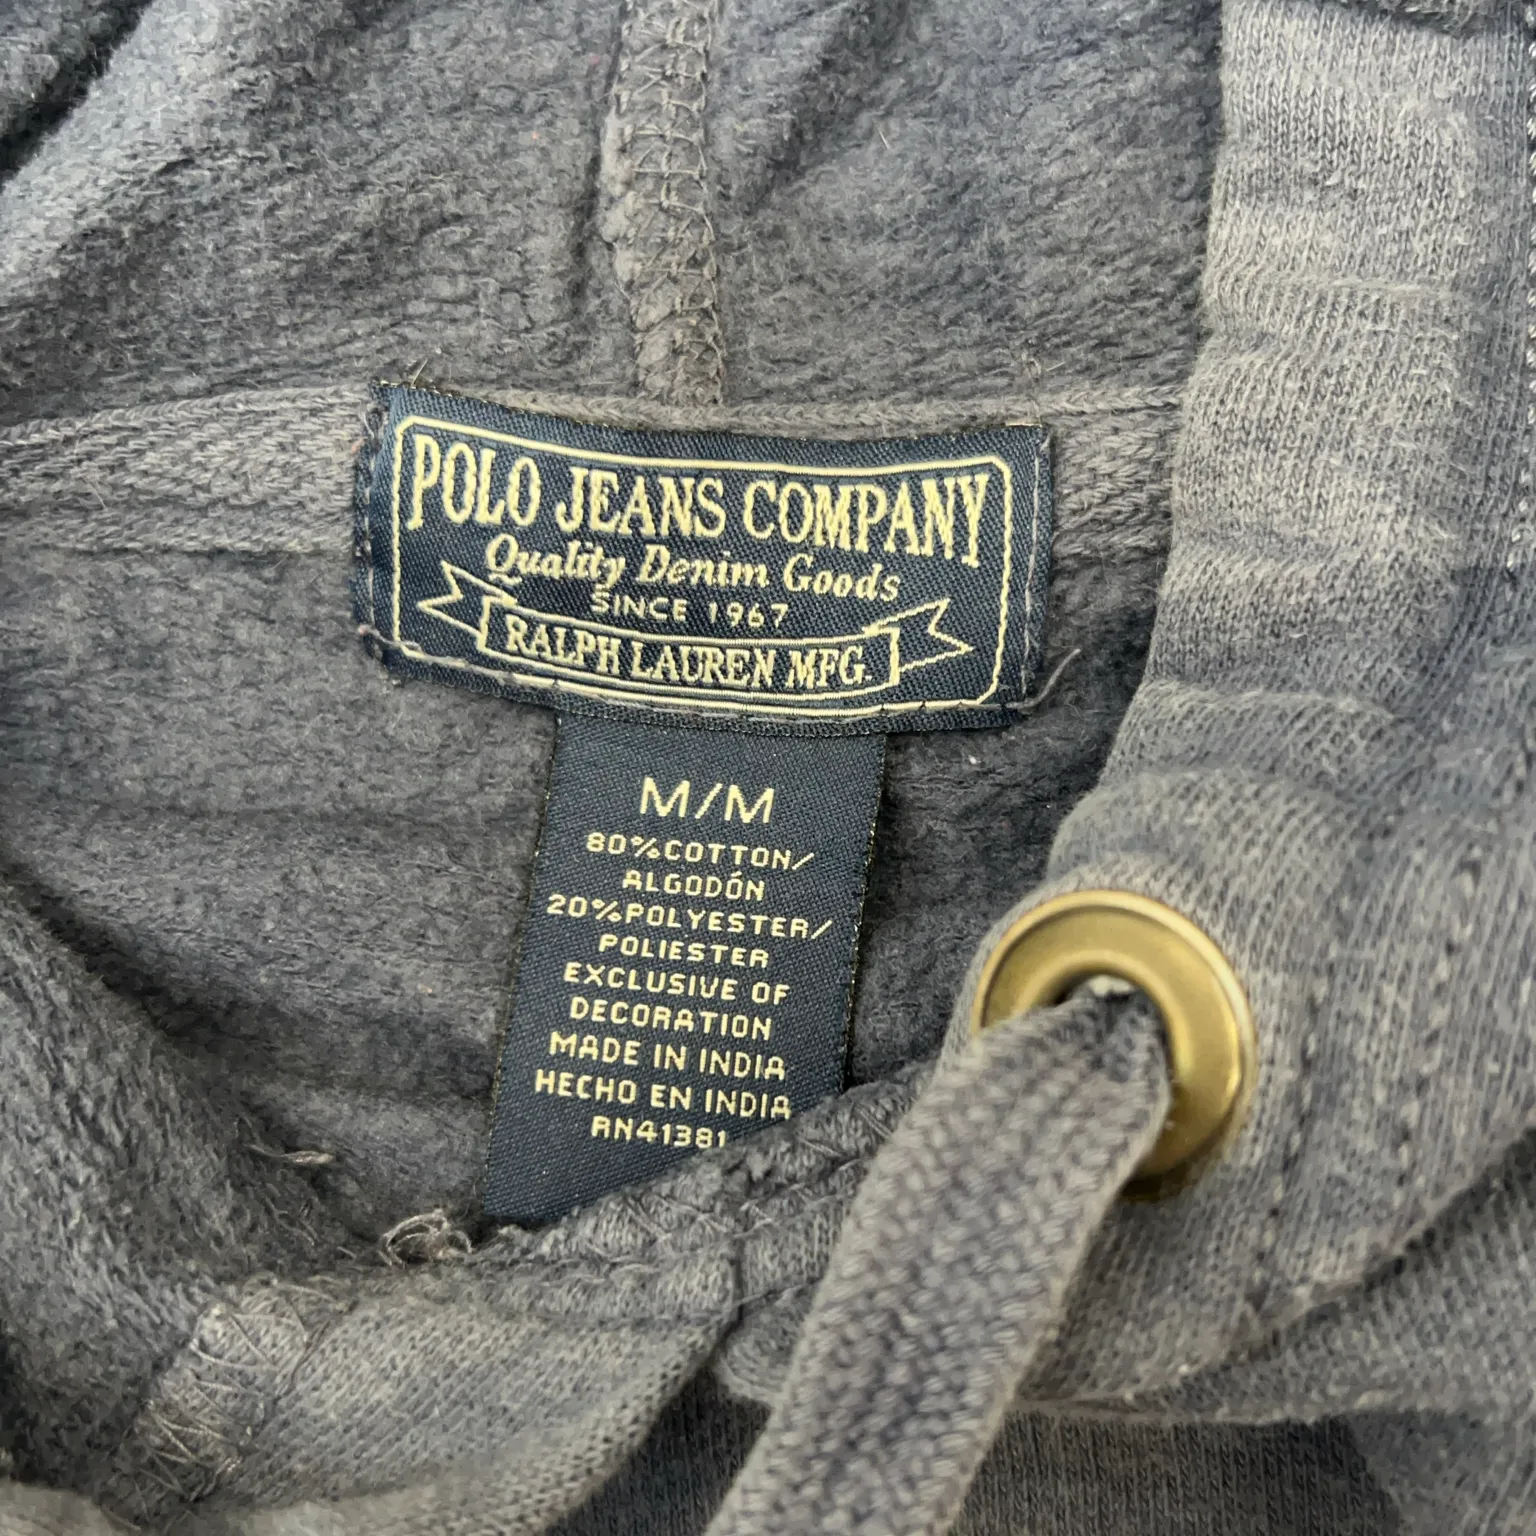 POLO JEANS COMPANY
Quality Denim Goods
SINCE 1967
RALPH LAUREN MFG.
M/M
80%COTTON/
ALGODÓN
20%POLYESTER/
POLIESTER
EXCLUSIVE OF
DECORATION
MADE IN INDIA
HECHO EN INDIA
RN41381